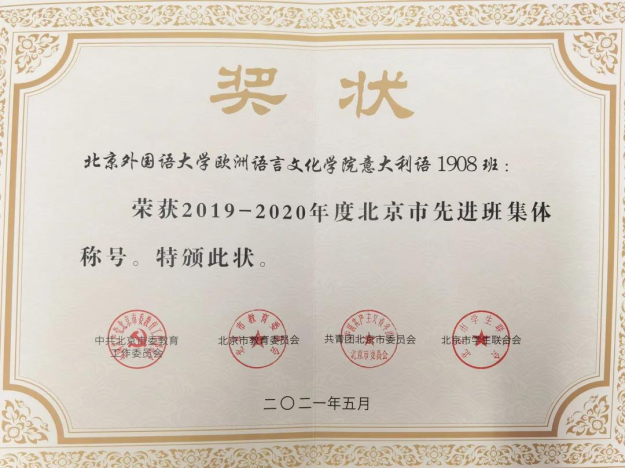 奖状
北京外国语大学欧洲语言文化学院意大利语1908班：
荣获2019-2020年度北京市先进班集体
称号。特颁此状。
中共北京市委教育 北京市教育委员会 共青团北京市委员会 北京市学生联合会
工作委员会
二〇二一年五月